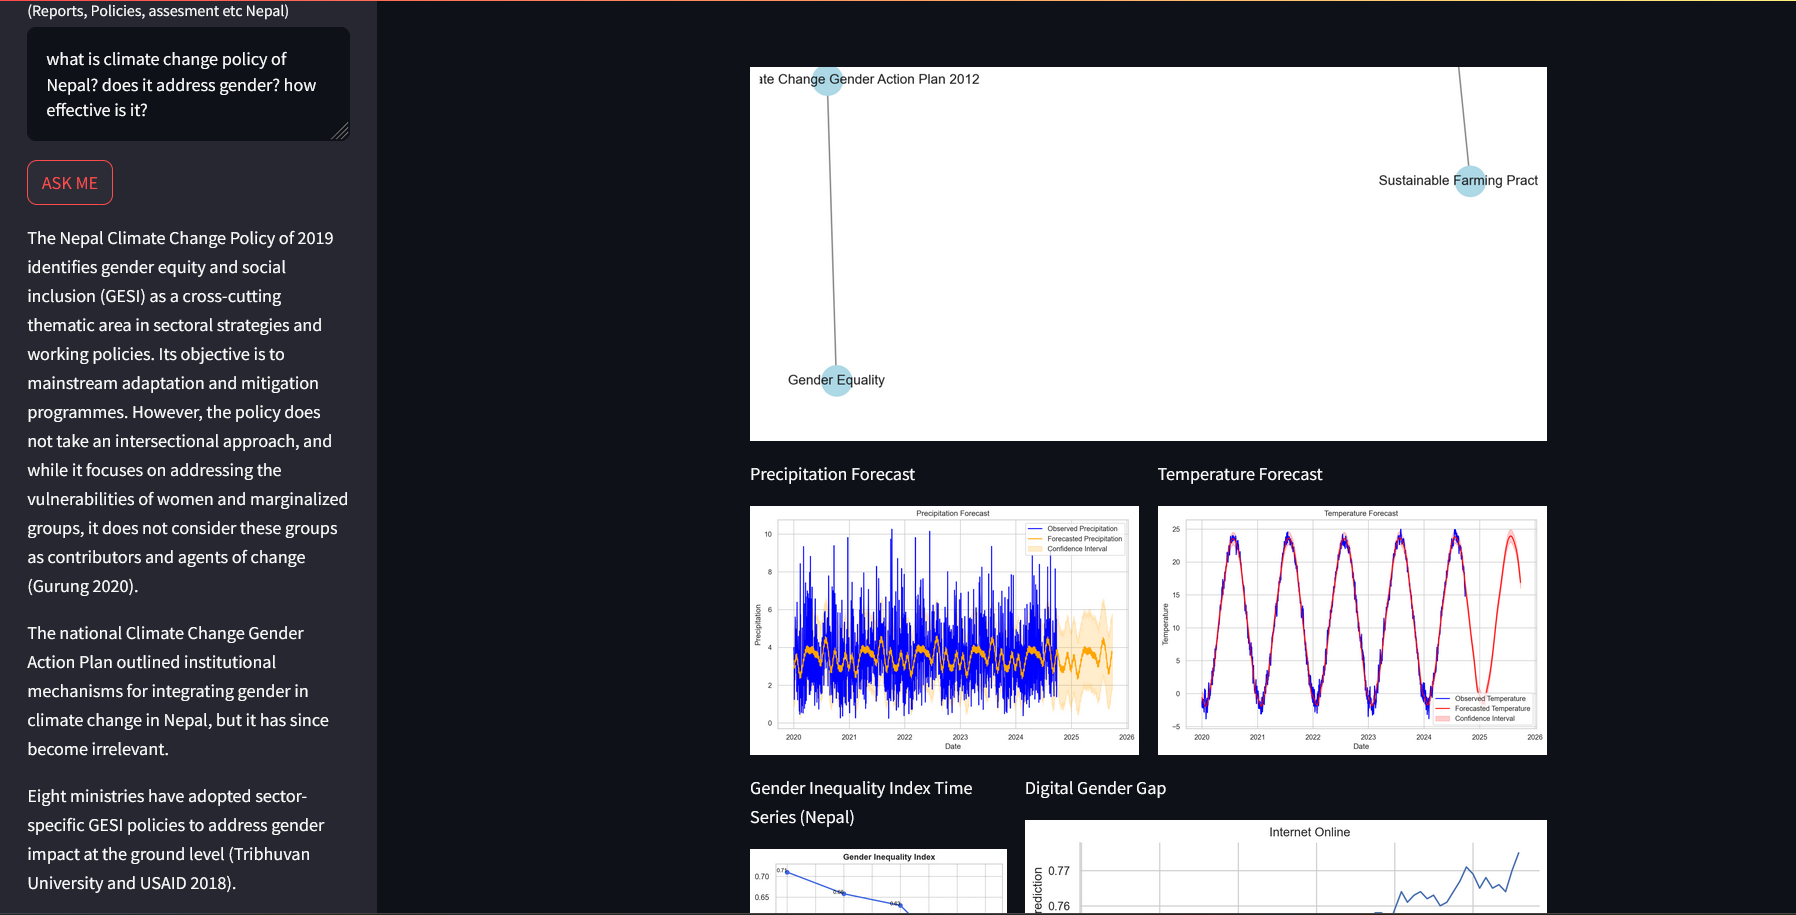 (Reports, Policies, assesment etc Nepal)
what is climate change policy of
Nepal? does it address gender? how
effective is it?
ASK ME
The Nepal Climate Change Policy of 2019
identifies gender equity and social
inclusion (GESI) as a cross-cutting
thematic area in sectoral strategies and
working policies. Its objective is to
mainstream adaptation and mitigation
programmes. However, the policy does
not take an intersectional approach, and
while it focuses on addressing the
vulnerabilities of women and marginalized
groups, it does not consider these groups
as contributors and agents of change
(Gurung 2020).
The national Climate Change Gender
Action Plan outlined institutional
mechanisms for integrating gender in
climate change in Nepal, but it has since
become irrelevant.
Eight ministries have adopted sector-
specific GESI policies to address gender
impact at the ground level (Tribhuvan
University and USAID 2018).
ate Change Gender Action Plan 2012
Sustainable Farming Pract
Gender Equality
Precipitation Forecast
Precipitation Forecast
Observed Precipitation
Forecasted Precipitation
Confidence Interval
Precipitation
10
8
6
4
2
0
2020 2021 2022 2023 2024 2025 2026
Date
Temperature Forecast
Temperature Forecast
Temperature
25
20
15
10
5
0
−5
Observed Temperature
Forecasted Temperature
Confidence Interval
2020 2021 2022 2023 2024 2025 2026
Date
Gender Inequality Index Time
Series (Nepal)
Gender Inequality Index
0.70
0.65
Digital Gender Gap
Internet Online
rediction
0.77
0.76